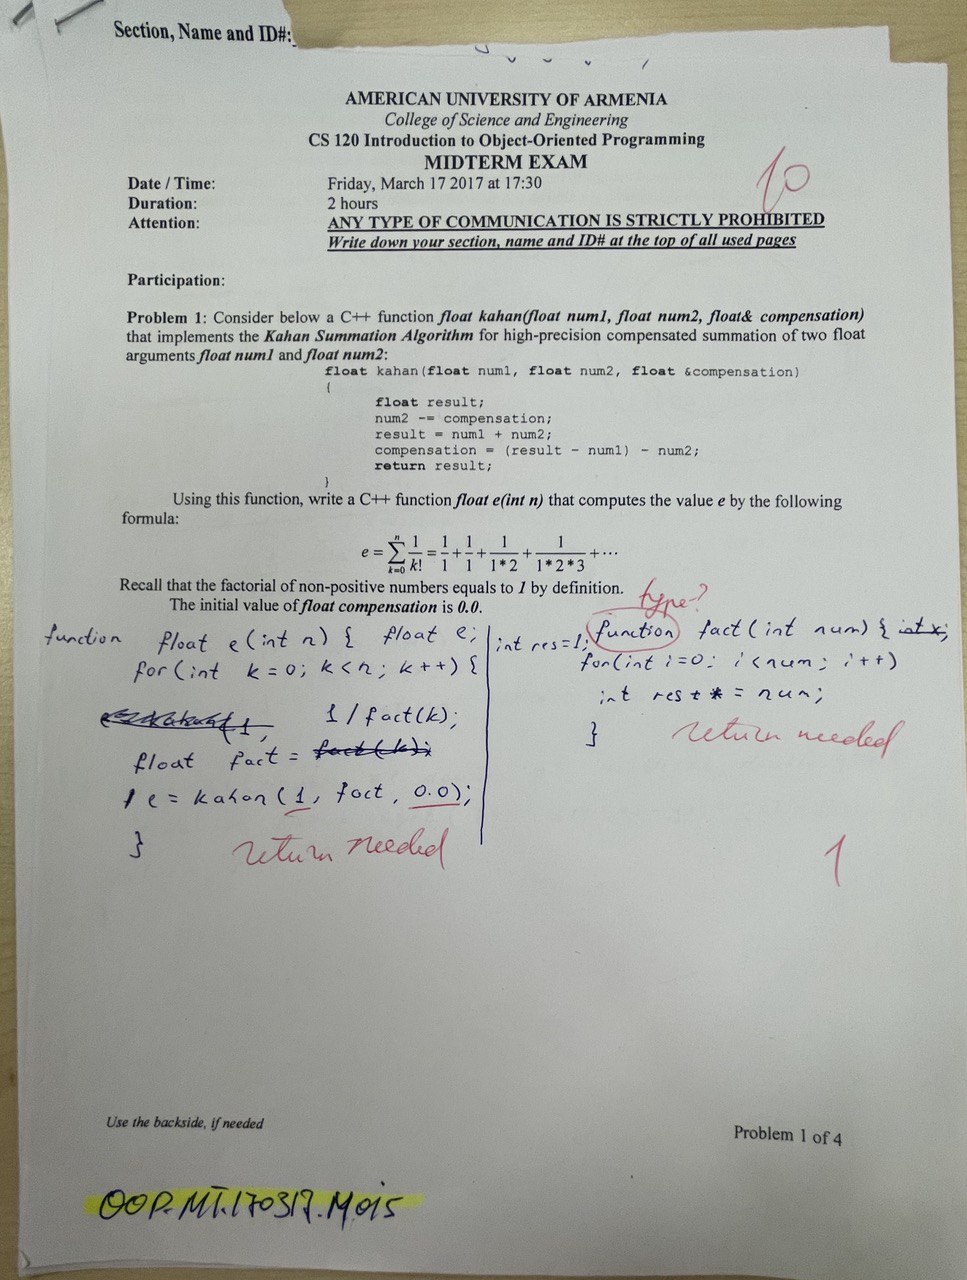 Section, Name and ID#:
AMERICAN UNIVERSITY OF ARMENIA
College of Science and Engineering
CS 120 Introduction to Object-Oriented Programming
MIDTERM EXAM
10
Date / Time: Friday, March 17 2017 at 17:30
Duration: 2 hours
Attention: ANY TYPE OF COMMUNICATION IS STRICTLY PROHIBITED
Write down your section, name and ID# at the top of all used pages
Participation:
Problem 1: Consider below a C++ function float kahan(float num1, float num2, float& compensation)
that implements the Kahan Summation Algorithm for high-precision compensated summation of two float
arguments float num1 and float num2:
float kahan(float num1, float num2, float &compensation)
{
float result;
num2 -= compensation;
result = num1 + num2;
compensation = (result - num1) - num2;
return result;
}
Using this function, write a C++ function float e(int n) that computes the value e by the following
formula:
e = ∑ⁿₖ₌₀ 1/k! = 1/1 + 1/1 + 1/1*2 + 1/1*2*3 + ···
Recall that the factorial of non-positive numbers equals to 1 by definition.
The initial value of float compensation is 0.0.
function float e(int n) { float e;
for(int k=0; k<n; k++) {
1/fact(k);
float fact = fact(k);
e = kahan(1, fact, 0.0);
}
return needed
type?
int res=1; function fact(int num) { int x;
for(int i=0: i<num; i++)
int res * = num;
}
return needed
1
Use the backside, if needed
Problem 1 of 4
OOP.MT.170317.M015